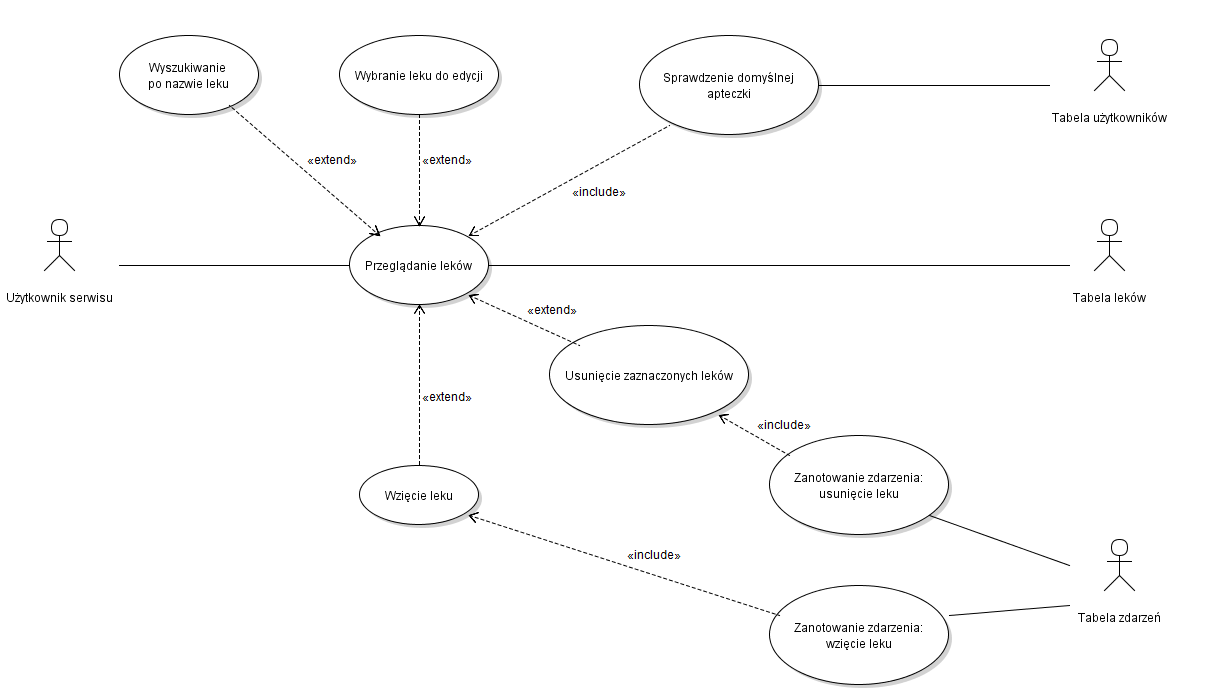 Wyszukiwanie
po nazwie leku
Wybranie leku do edycji
Sprawdzenie domyślnej
apteczki
Tabela użytkowników
«extend»
«extend»
«include»
Użytkownik serwisu
Przeglądanie leków
Tabela leków
«extend»
Usunięcie zaznaczonych leków
«extend»
«include»
Wzięcie leku
Zanotowanie zdarzenia:
usunięcie leku
«include»
Tabela zdarzeń
Zanotowanie zdarzenia:
wzięcie leku